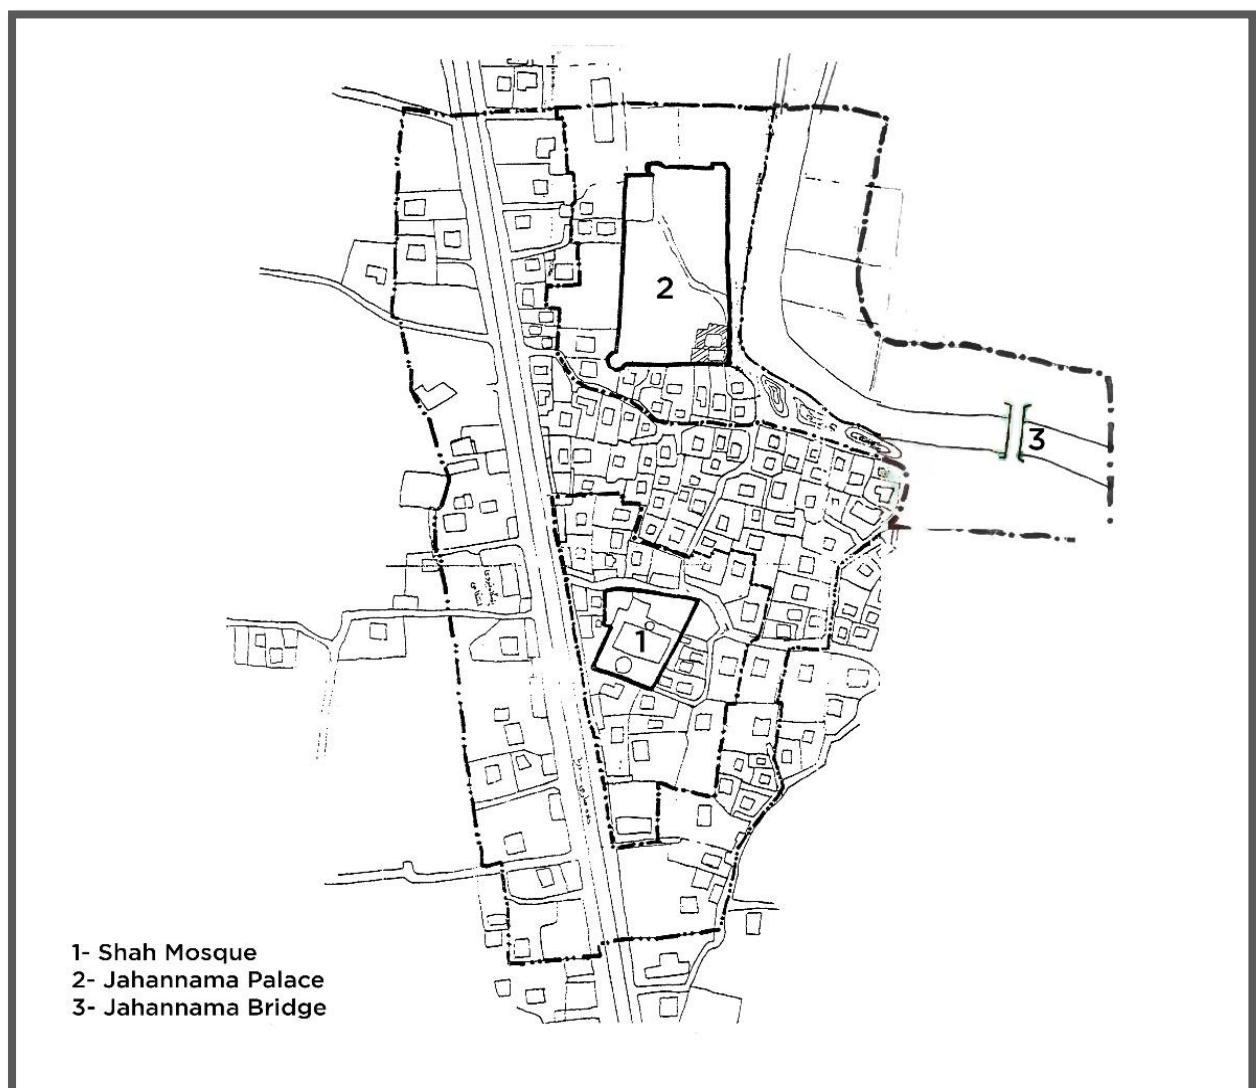 2
3
1
1- Shah Mosque
2- Jahannama Palace
3- Jahannama Bridge